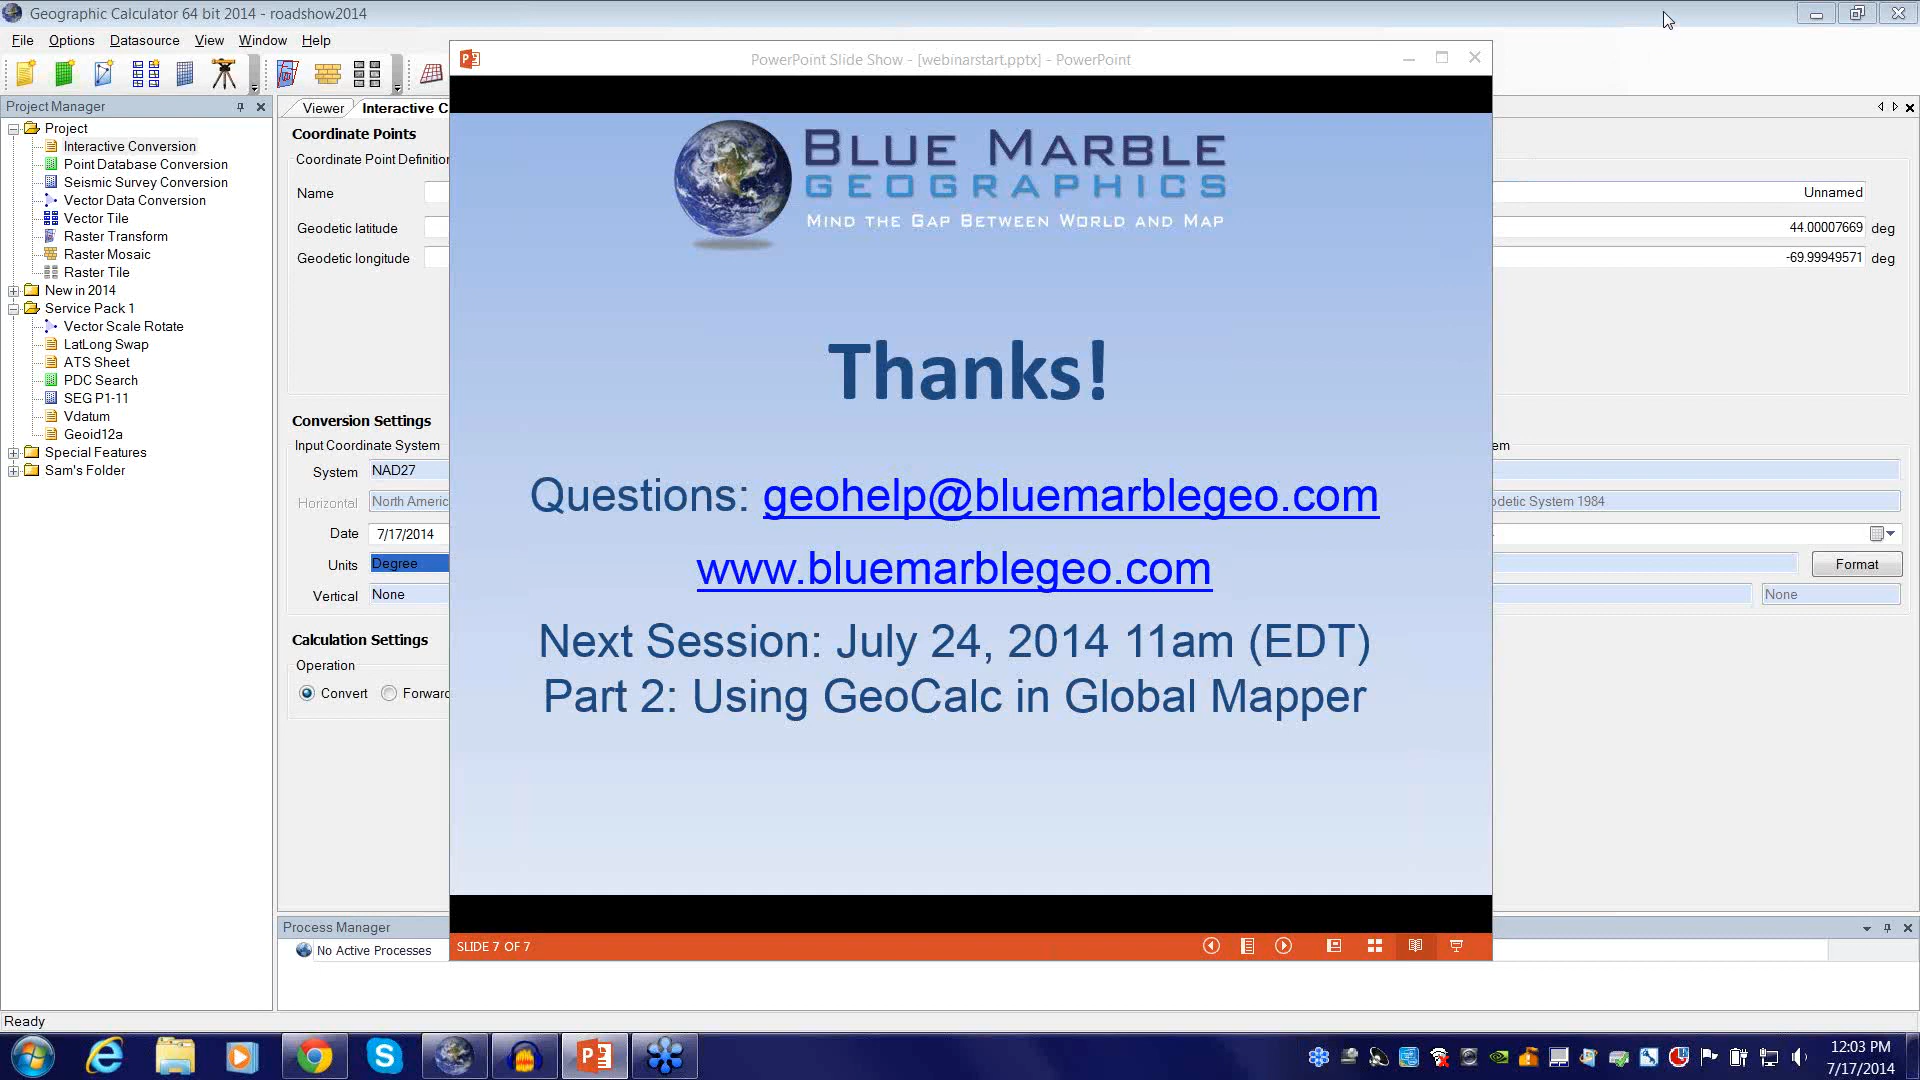 Geographic Calculator 64 bit 2014 - roadshow2014
File Options Datasource View Window Help
Project Manager
Project
Interactive Conversion
Point Database Conversion
Seismic Survey Conversion
Vector Data Conversion
Vector Tile
Raster Transform
Raster Mosaic
Raster Tile
New in 2014
Service Pack 1
Vector Scale Rotate
LatLong Swap
ATS Sheet
PDC Search
SEG P1-11
Vdatum
Geoid12a
Special Features
Sam's Folder
Viewer Interactive C
Coordinate Points
Coordinate Point Definition
Name
Geodetic latitude
Geodetic longitude
Unnamed
44.00007669 deg
-69.99949571 deg
Conversion Settings
Input Coordinate System
System NAD27
Horizontal North Americ
Date 7/17/2014
Units Degree
Vertical None
em
odetic System 1984
Format
None
Calculation Settings
Operation
Convert Forward
PowerPoint Slide Show - [webinarstart.pptx] - PowerPoint
BLUE MARBLE
GEOGRAPHICS
MIND THE GAP BETWEEN WORLD AND MAP
Thanks!
Questions: geohelp@bluemarblegeo.com
www.bluemarblegeo.com
Next Session: July 24, 2014 11am (EDT)
Part 2: Using GeoCalc in Global Mapper
SLIDE 7 OF 7
Process Manager
No Active Processes
Ready
12:03 PM
7/17/2014